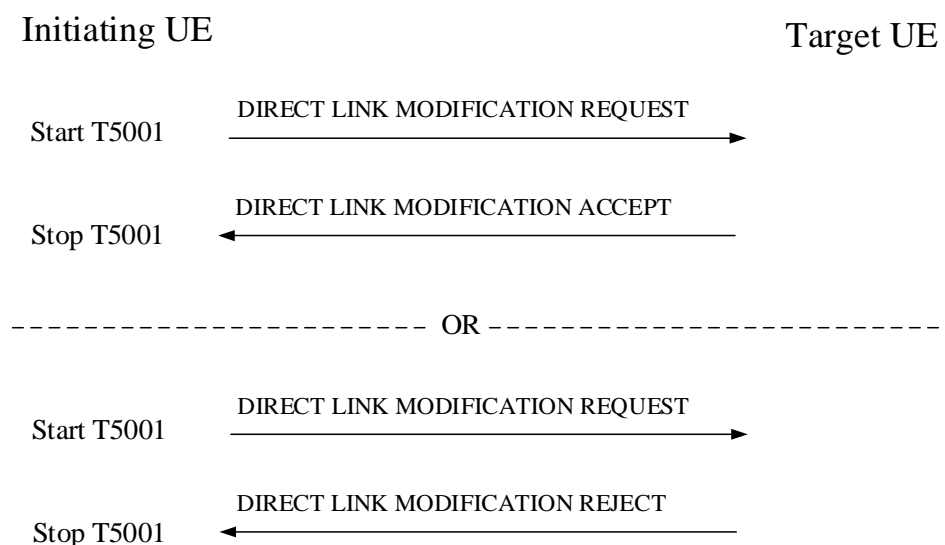 Initiating UE
Target UE
DIRECT LINK MODIFICATION REQUEST
Start T5001
DIRECT LINK MODIFICATION ACCEPT
Stop T5001
OR
DIRECT LINK MODIFICATION REQUEST
Start T5001
DIRECT LINK MODIFICATION REJECT
Stop T5001